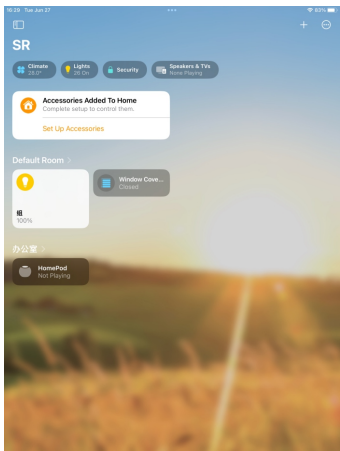 16:39 Tue Jun 27
83%
SR
Climate
28.0°
Lights
26 On
Security
Speakers & TVs
None Playing
Accessories Added To Home
Complete setup to control them.
Set Up Accessories
Default Room
组
100%
Window Cove...
Closed
办公室
HomePod
Not Playing